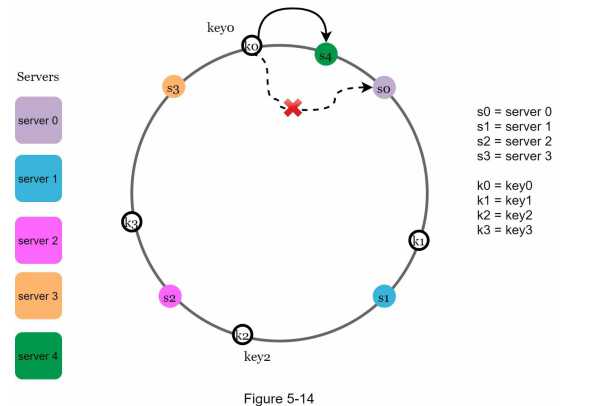 key0
k0
s4
Servers
s3
s0
server 0
s0 = server 0
s1 = server 1
s2 = server 2
s3 = server 3
server 1
k0 = key0
k1 = key1
k2 = key2
k3 = key3
k3
k1
server 2
server 3
s2
s1
k2
server 4
key2
Figure 5-14